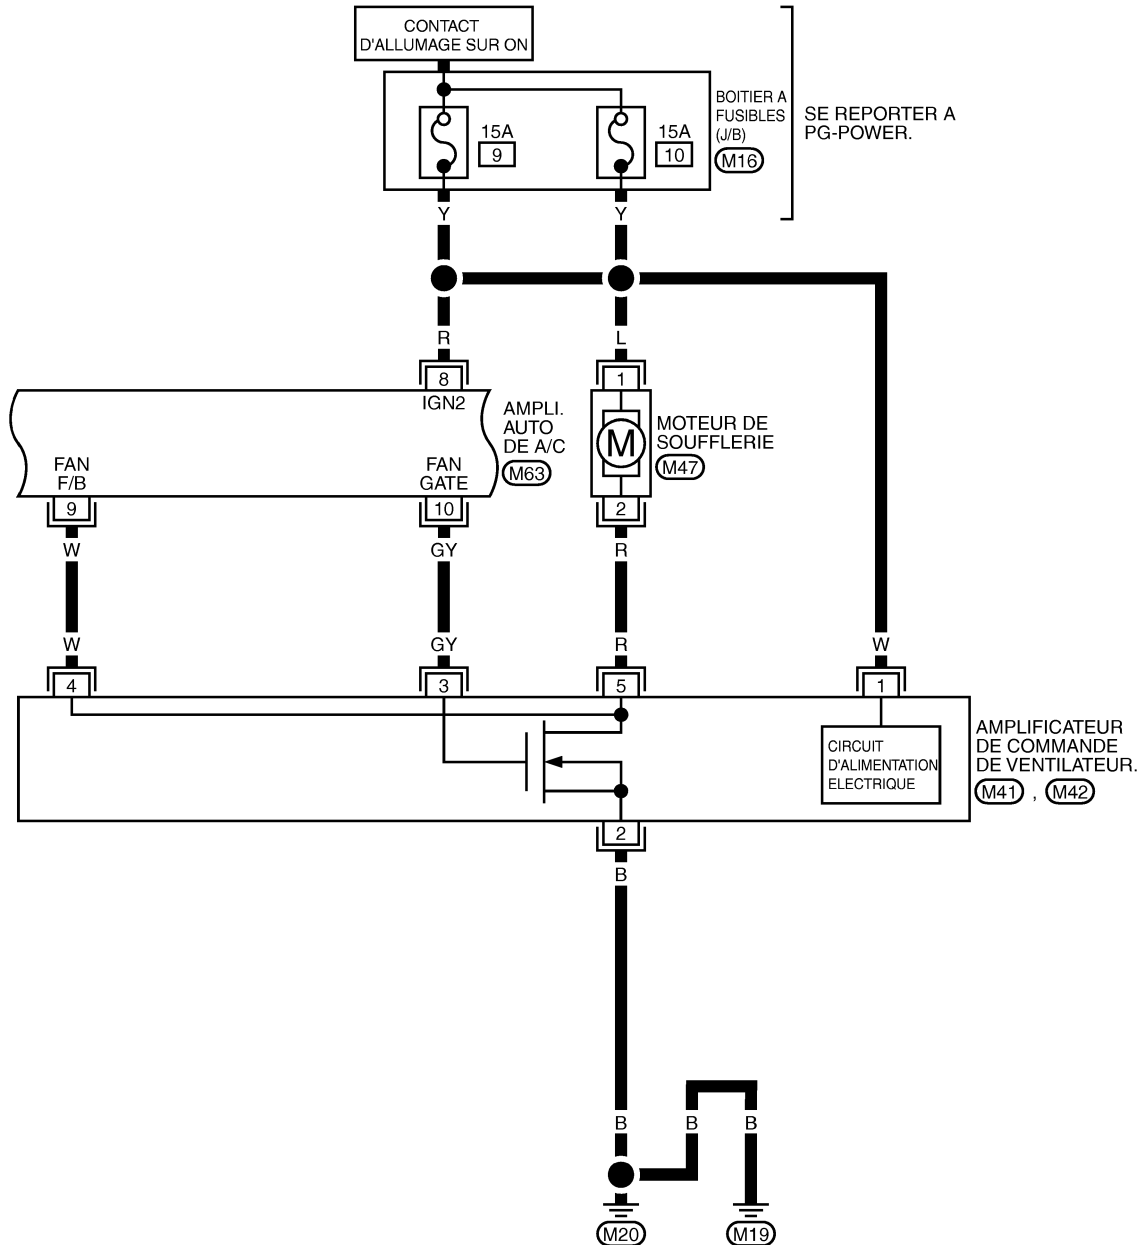 CONTACT
D'ALLUMAGE SUR ON
BOITIER A
FUSIBLES
(J/B)
M16
SE REPORTER A
PG-POWER.
15A
9
15A
10
Y
Y
R
L
8
IGN2
1
AMPLI.
AUTO
DE A/C
M63
M
MOTEUR DE
SOUFFLERIE
M47
FAN
F/B
FAN
GATE
9
10
2
W
GY
R
W
GY
R
W
4
3
5
1
CIRCUIT
D'ALIMENTATION
ELECTRIQUE
AMPLIFICATEUR
DE COMMANDE
DE VENTILATEUR.
M41 , M42
2
B
B
B
B
M20
M19